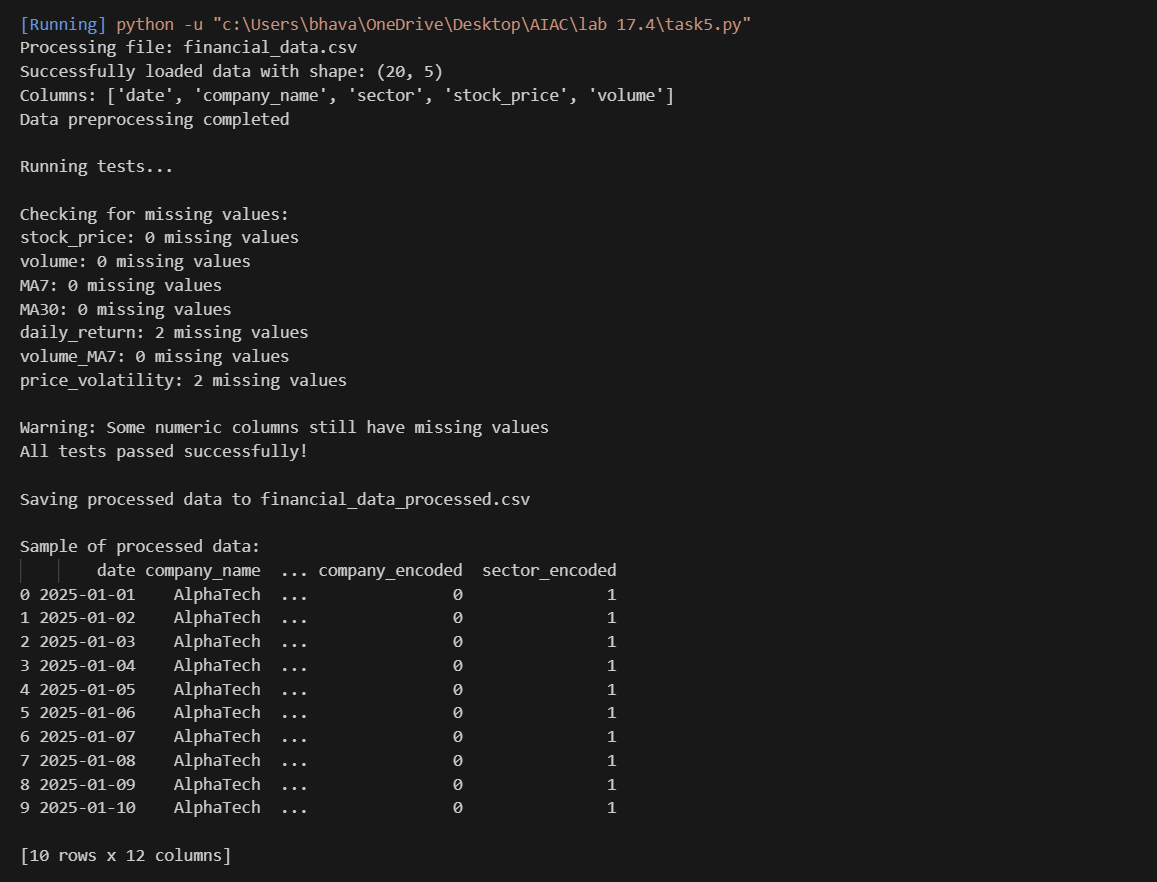 [Running] python -u "c:\Users\bhava\OneDrive\Desktop\AIAC\lab 17.4\task5.py"
Processing file: financial_data.csv
Successfully loaded data with shape: (20, 5)
Columns: ['date', 'company_name', 'sector', 'stock_price', 'volume']
Data preprocessing completed

Running tests...

Checking for missing values:
stock_price: 0 missing values
volume: 0 missing values
MA7: 0 missing values
MA30: 0 missing values
daily_return: 2 missing values
volume_MA7: 0 missing values
price_volatility: 2 missing values

Warning: Some numeric columns still have missing values
All tests passed successfully!

Saving processed data to financial_data_processed.csv

Sample of processed data:
        date company_name  ... company_encoded  sector_encoded
0 2025-01-01    AlphaTech  ...               0               1
1 2025-01-02    AlphaTech  ...               0               1
2 2025-01-03    AlphaTech  ...               0               1
3 2025-01-04    AlphaTech  ...               0               1
4 2025-01-05    AlphaTech  ...               0               1
5 2025-01-06    AlphaTech  ...               0               1
6 2025-01-07    AlphaTech  ...               0               1
7 2025-01-08    AlphaTech  ...               0               1
8 2025-01-09    AlphaTech  ...               0               1
9 2025-01-10    AlphaTech  ...               0               1

[10 rows x 12 columns]